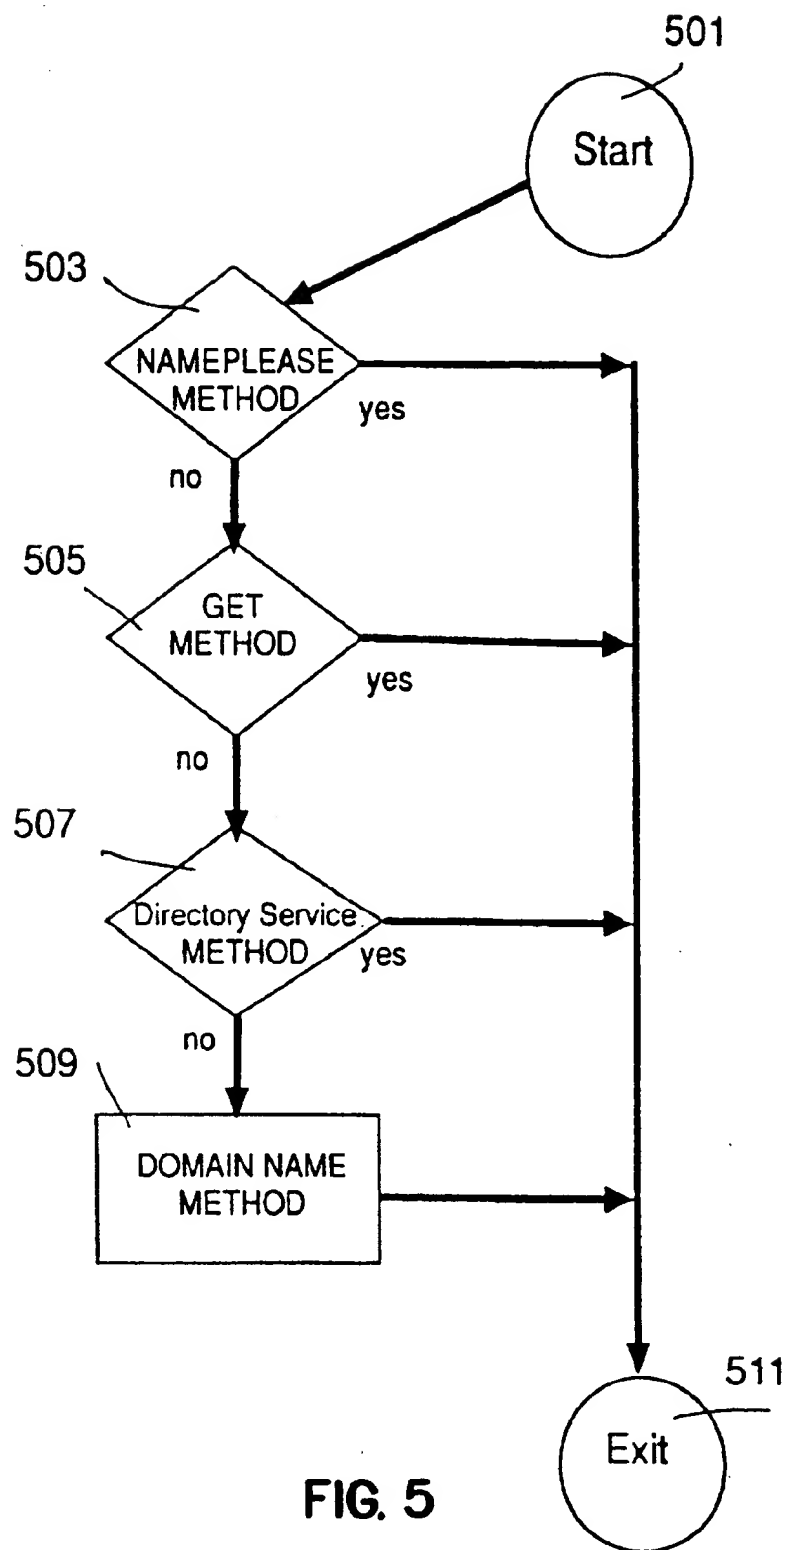 501
Start
503
NAMEPLEASE
METHOD
yes
no
505
GET
METHOD
yes
no
507
Directory Service
METHOD
yes
no
509
DOMAIN NAME
METHOD
511
Exit
FIG. 5